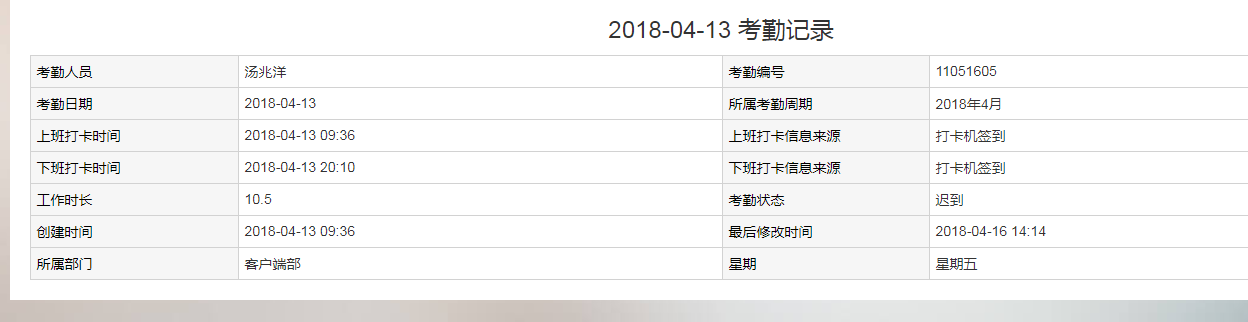 2018-04-13 考勤记录
考勤人员 汤兆洋 考勤编号 11051605
考勤日期 2018-04-13 所属考勤周期 2018年4月
上班打卡时间 2018-04-13 09:36 上班打卡信息来源 打卡机签到
下班打卡时间 2018-04-13 20:10 下班打卡信息来源 打卡机签到
工作时长 10.5 考勤状态 迟到
创建时间 2018-04-13 09:36 最后修改时间 2018-04-16 14:14
所属部门 客户端部 星期 星期五